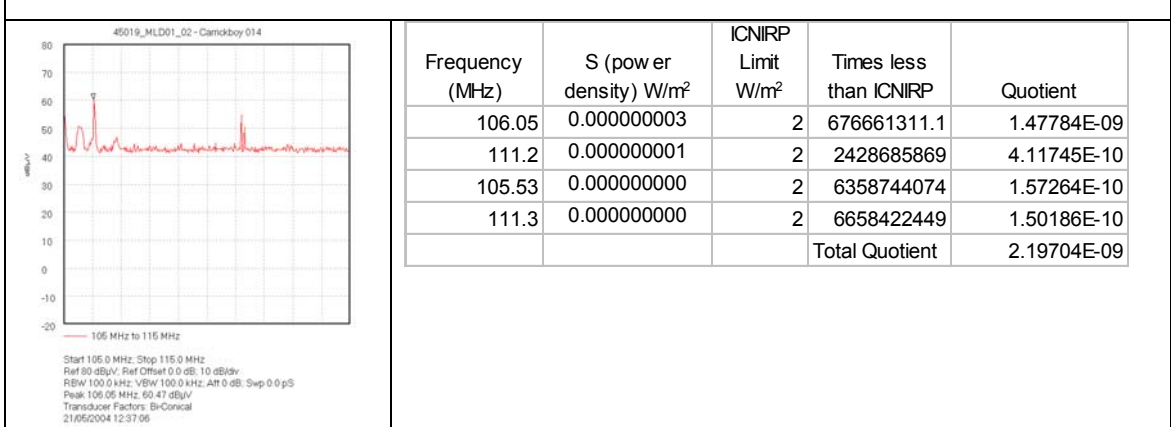 45019_MLD01_02 - Carrickboy 014
80
70
60
50
40
30
20
10
0
-10
-20
dBµV
105 MHz to 115 MHz
Start 105.0 MHz; Stop 115.0 MHz
Ref 80 dBµV; Ref Offset 0.0 dB; 10 dB/div
RBW 100.0 kHz; VBW 100.0 kHz; Att 0 dB; Swp 0.0 pS
Peak 106.05 MHz, 60.47 dBµV
Transducer Factors: Bi-Conical
21/05/2004 12:37:06
Frequency (MHz) S (power density) W/m² ICNIRP Limit W/m² Times less than ICNIRP Quotient
106.05 0.000000003 2 676661311.1 1.47784E-09
111.2 0.000000001 2 2428685869 4.11745E-10
105.53 0.000000000 2 6358744074 1.57264E-10
111.3 0.000000000 2 6658422449 1.50186E-10
Total Quotient 2.19704E-09